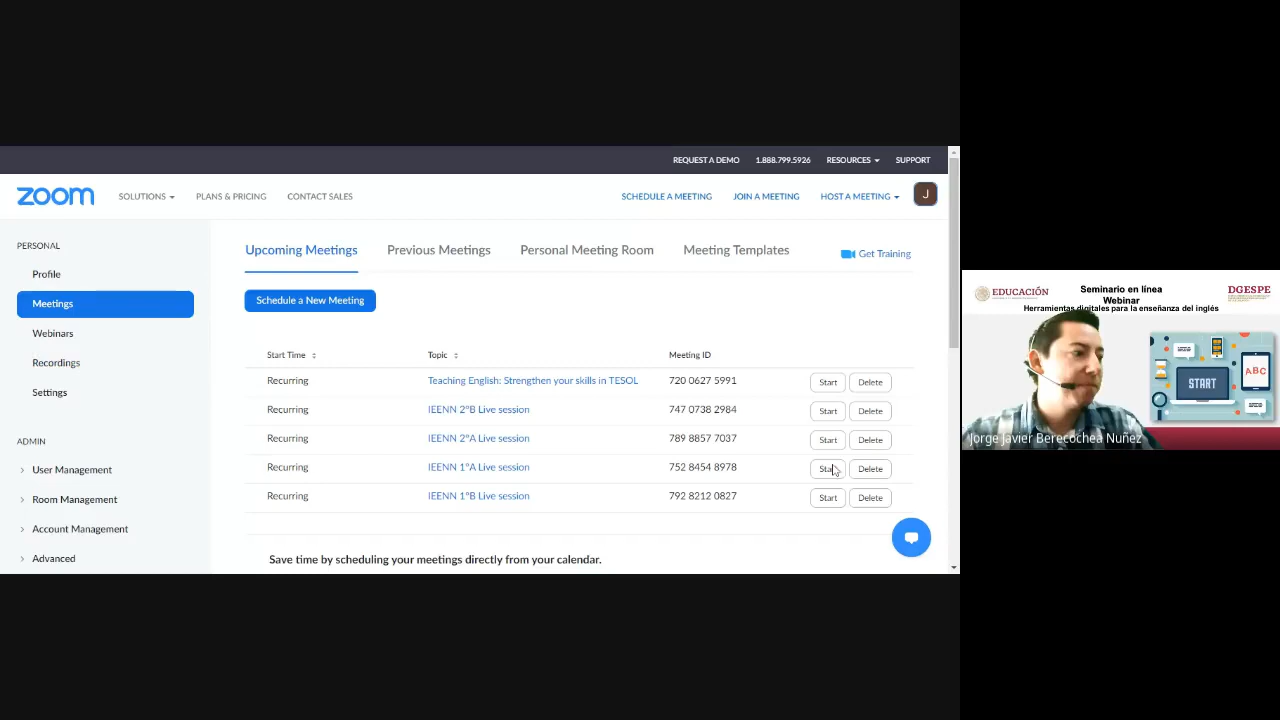 REQUEST A DEMO 1.888.799.5926 RESOURCES SUPPORT
zoom SOLUTIONS PLANS & PRICING CONTACT SALES SCHEDULE A MEETING JOIN A MEETING HOST A MEETING J
PERSONAL
Profile
Meetings
Webinars
Recordings
Settings
ADMIN
User Management
Room Management
Account Management
Advanced
Upcoming Meetings Previous Meetings Personal Meeting Room Meeting Templates Get Training
Schedule a New Meeting
Start Time Topic Meeting ID
Recurring Teaching English: Strengthen your skills in TESOL 720 0627 5991 Start Delete
Recurring IEENN 2°B Live session 747 0738 2984 Start Delete
Recurring IEENN 2°A Live session 789 8857 7037 Start Delete
Recurring IEENN 1°A Live session 752 8454 8978 Start Delete
Recurring IEENN 1°B Live session 792 8212 0827 Start Delete
Save time by scheduling your meetings directly from your calendar.
EDUCACIÓN
Seminario en línea
Webinar
Herramientas digitales para la enseñanza del inglés
DGESPE
START
ABC
Jorge Javier Berecochea Nuñez